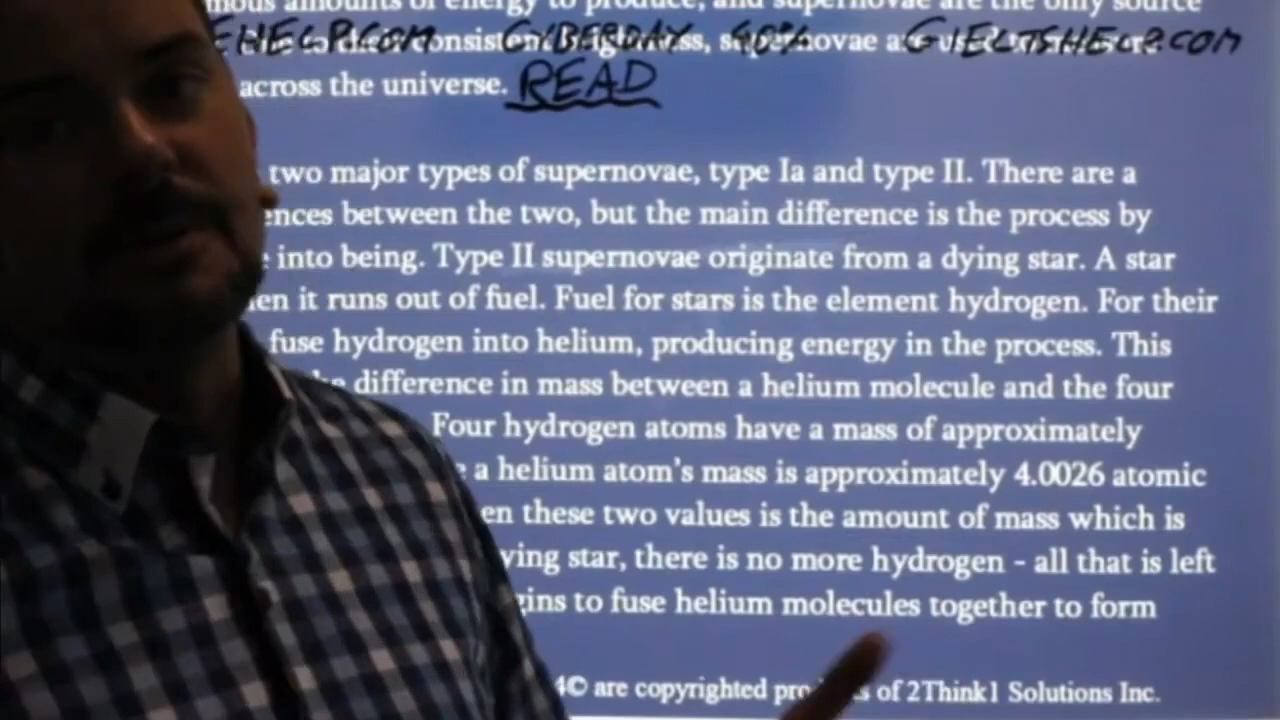 mous amounts of energy to produce, and supernovae are the only source
EHELP.COM CYBERDAY 90% GIELTSHELP.COM
consistent brightness, supernovae are used to
across the universe. READ
two major types of supernovae, type Ia and type II. There are a
ences between the two, but the main difference is the process by
into being. Type II supernovae originate from a dying star. A star
en it runs out of fuel. Fuel for stars is the element hydrogen. For their
fuse hydrogen into helium, producing energy in the process. This
difference in mass between a helium molecule and the four
Four hydrogen atoms have a mass of approximately
a helium atom's mass is approximately 4.0026 atomic
en these two values is the amount of mass which is
ying star, there is no more hydrogen - all that is left
gins to fuse helium molecules together to form
4© are copyrighted of 2Think1 Solutions Inc.